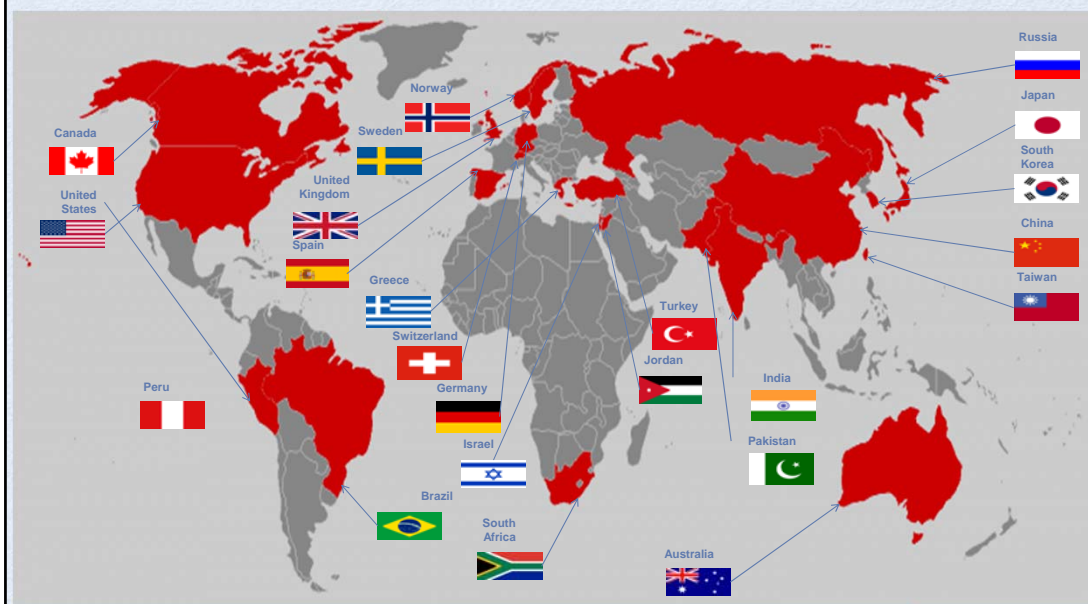 Russia
Norway
Japan
Canada
Sweden
South
Korea
United
Kingdom
United
States
China
Spain
Taiwan
Greece
Turkey
Switzerland
Jordan
Peru
Germany
India
Israel
Pakistan
Brazil
South
Africa
Australia